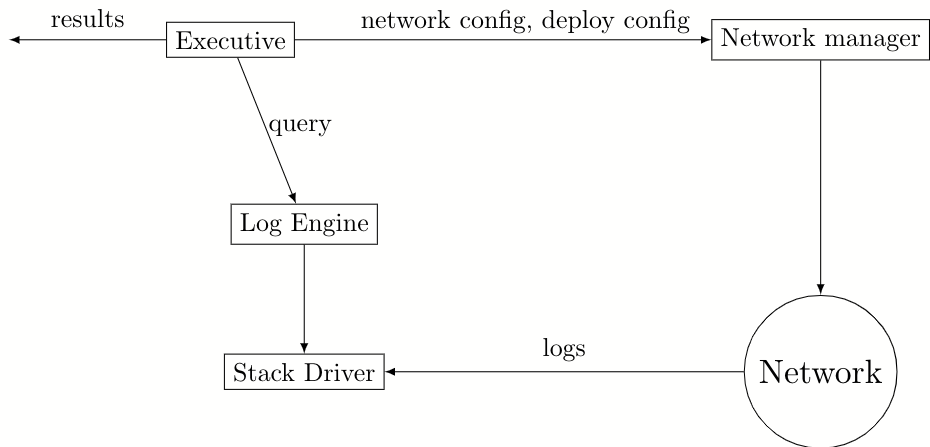 results
Executive
network config, deploy config
Network manager
query
Log Engine
logs
Stack Driver
Network